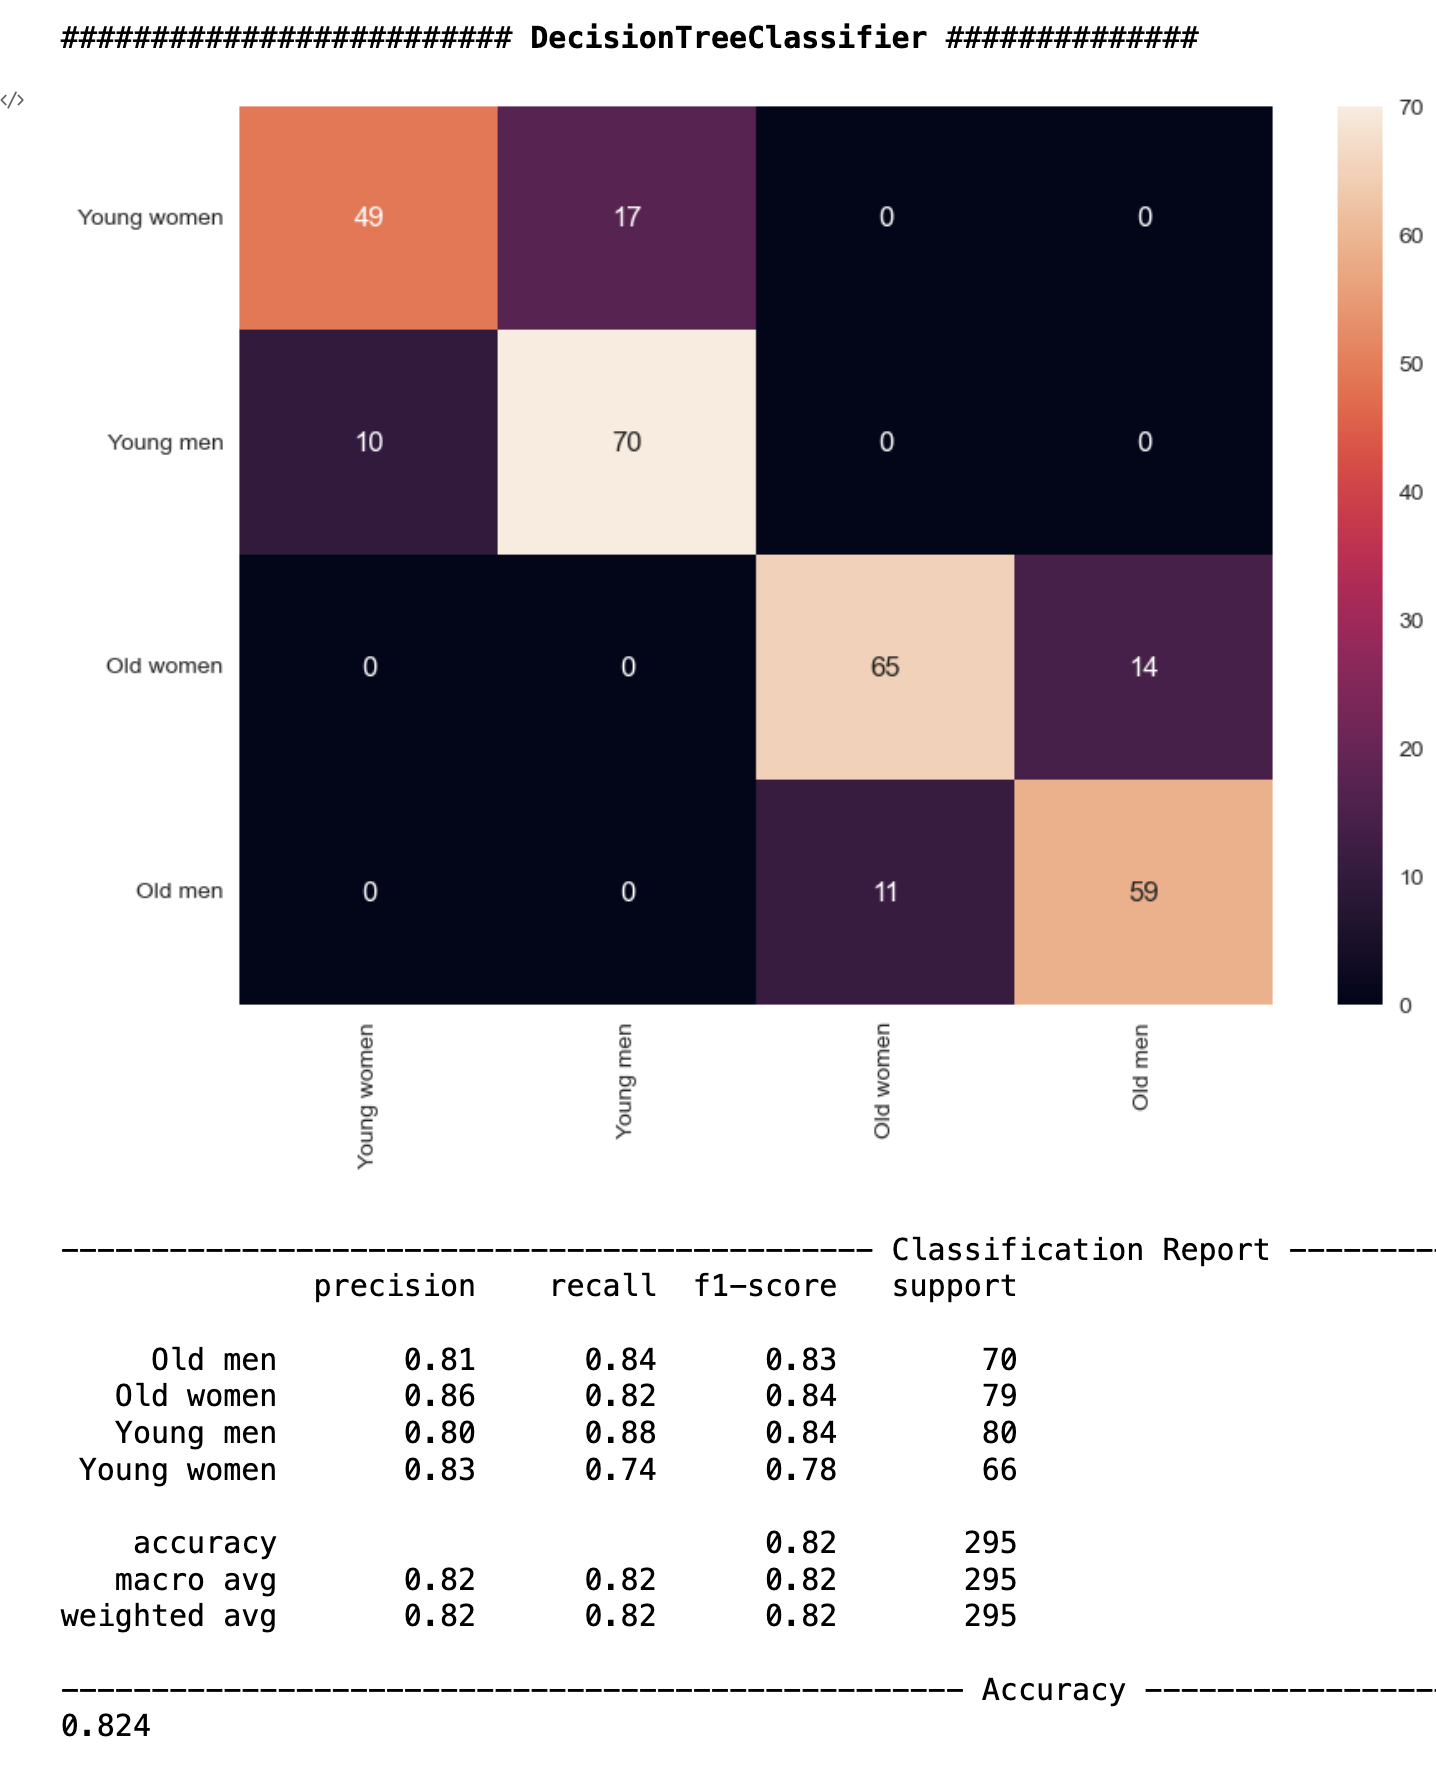 ######################### DecisionTreeClassifier ##############
</>
70
Young women 49 17 0 0
60
50
Young men 10 70 0 0
40
30
Old women 0 0 65 14
20
Old men 0 0 11 59
10
0
Young women Young men Old women Old men
--------------------------------------------- Classification Report --------
precision recall f1-score support
Old men 0.81 0.84 0.83 70
Old women 0.86 0.82 0.84 79
Young men 0.80 0.88 0.84 80
Young women 0.83 0.74 0.78 66
accuracy 0.82 295
macro avg 0.82 0.82 0.82 295
weighted avg 0.82 0.82 0.82 295
-------------------------------------------------- Accuracy ----------------
0.824